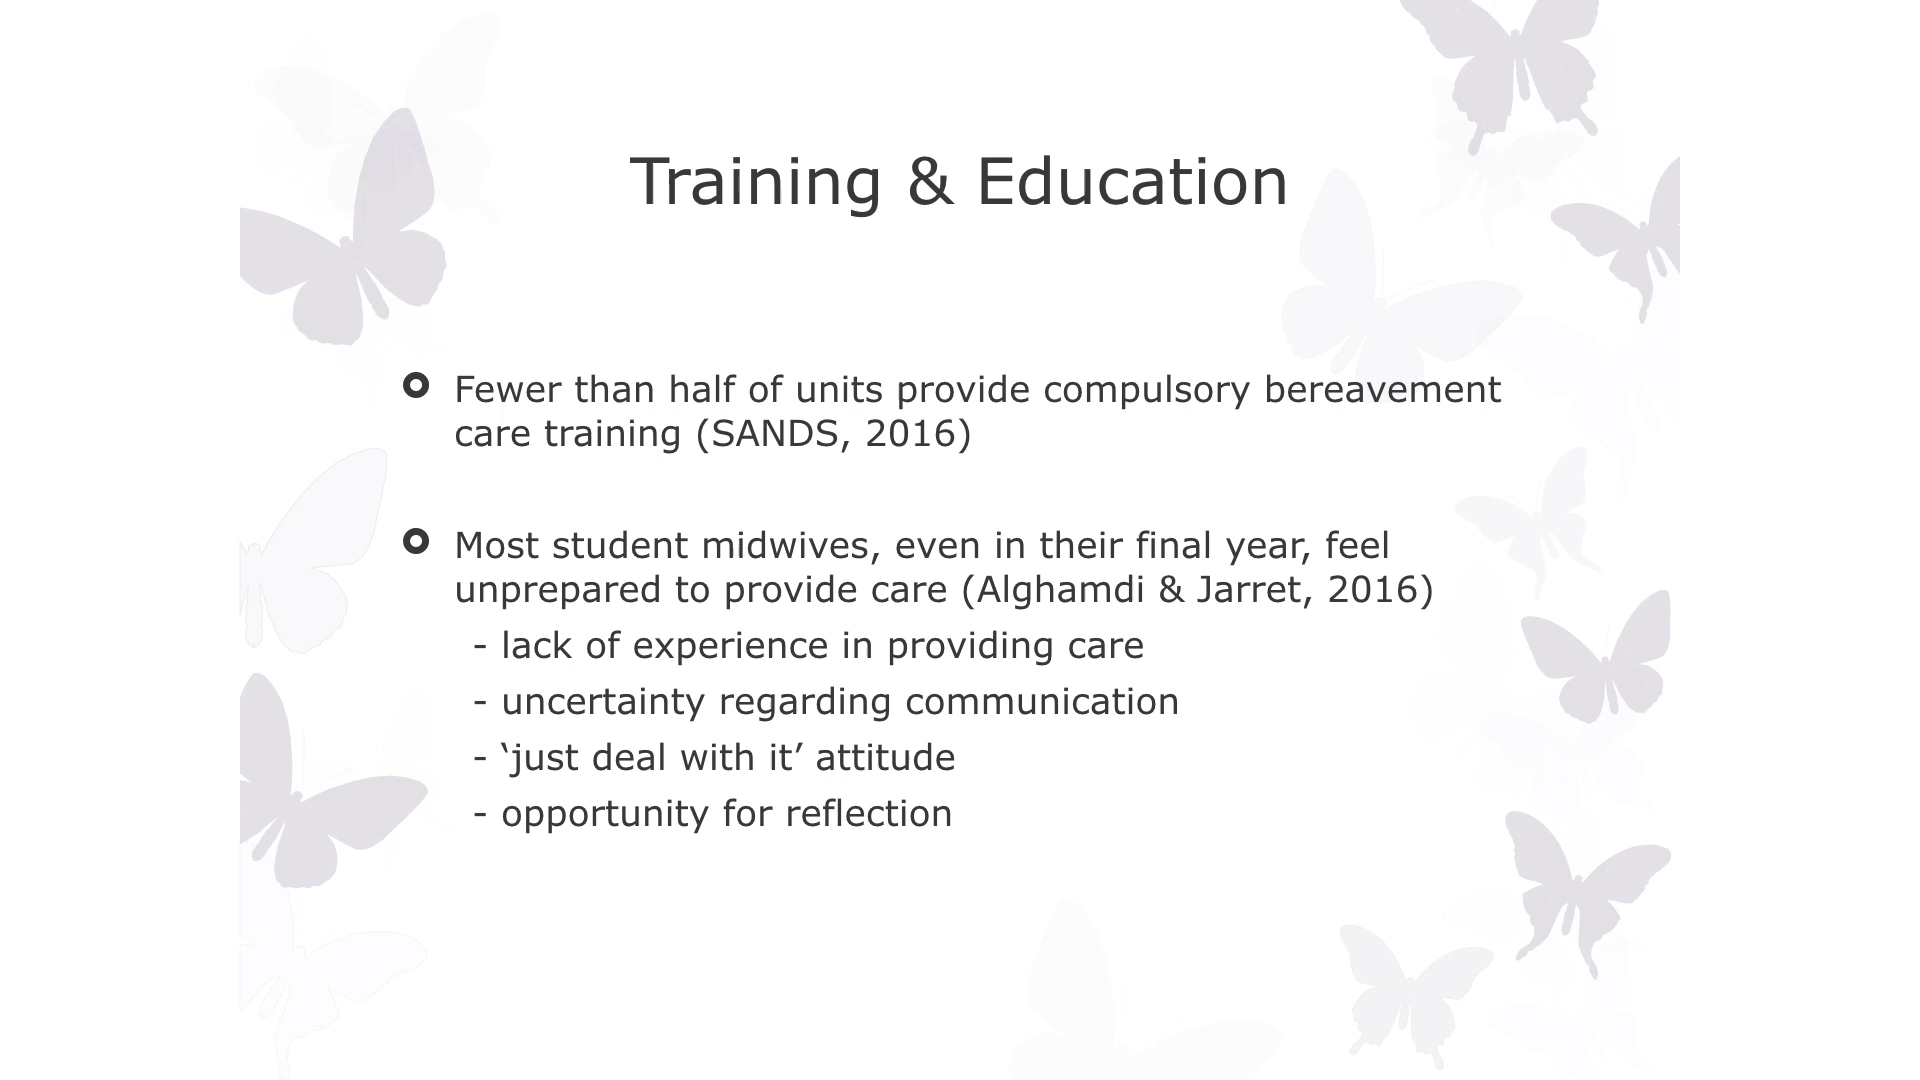 Training & Education
Fewer than half of units provide compulsory bereavement
care training (SANDS, 2016)
Most student midwives, even in their final year, feel
unprepared to provide care (Alghamdi & Jarret, 2016)
- lack of experience in providing care
- uncertainty regarding communication
- ‘just deal with it’ attitude
- opportunity for reflection